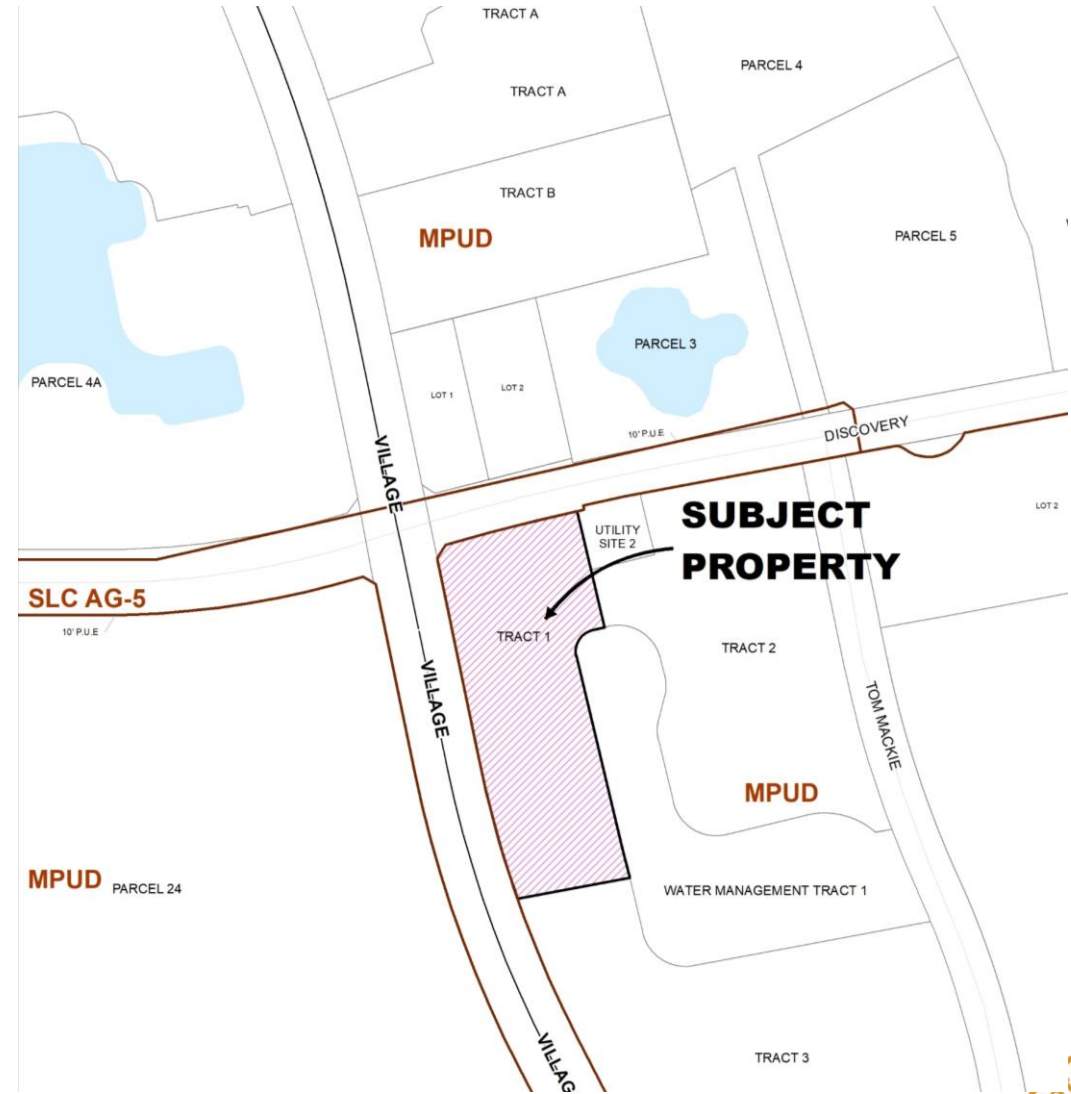 TRACT A
PARCEL 4
TRACT A
TRACT B
MPUD
PARCEL 5
PARCEL 3
PARCEL 4A
LOT 1
LOT 2
10' P.U.E
DISCOVERY
VILLAGE
SUBJECT
PROPERTY
UTILITY
SITE 2
LOT 2
SLC AG-5
10' P.U.E
TRACT 1
TRACT 2
VILLAGE
TOM MACKIE
MPUD
MPUD
PARCEL 24
WATER MANAGEMENT TRACT 1
TRACT 3
VILLAG